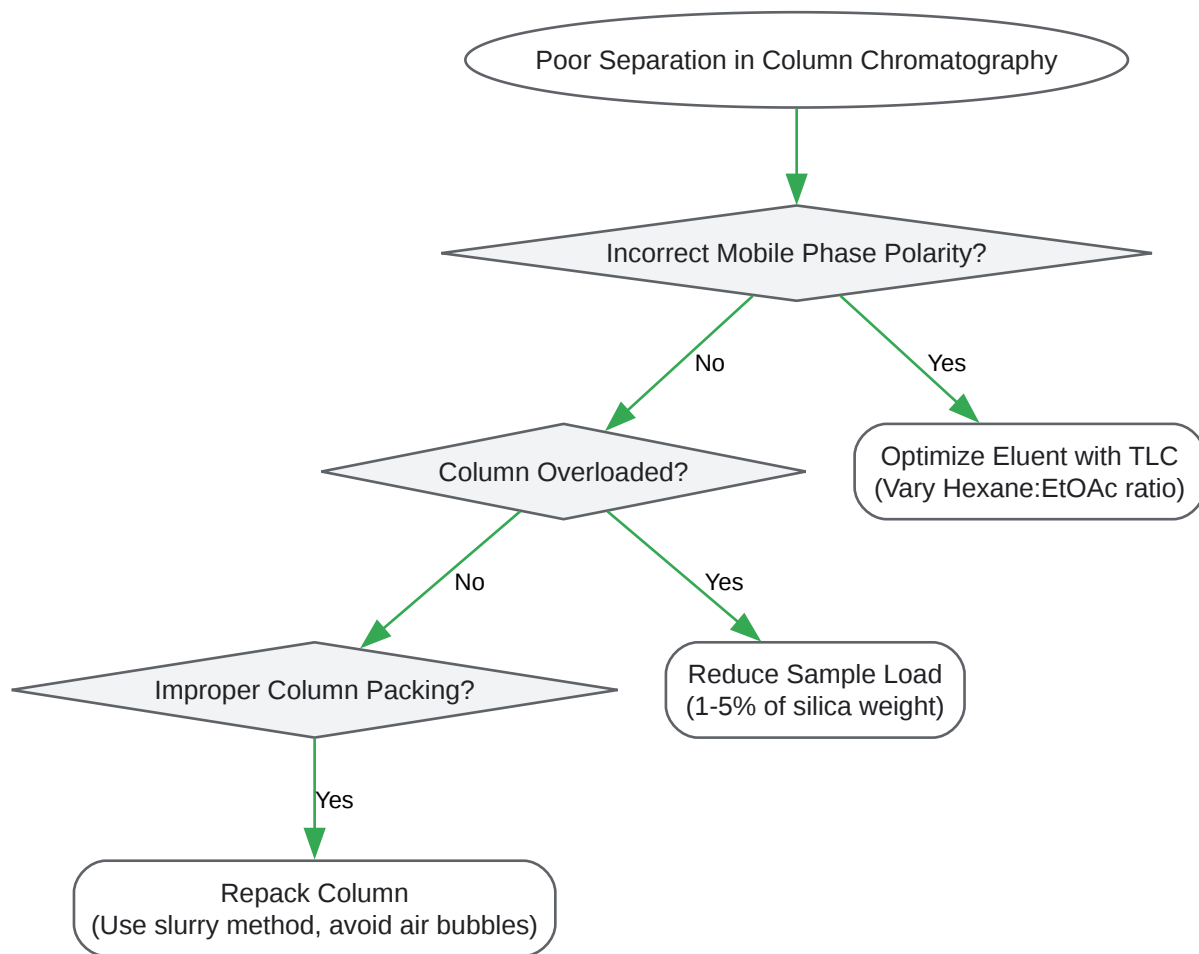 Poor Separation in Column Chromatography
Incorrect Mobile Phase Polarity?
No
Yes
Optimize Eluent with TLC
(Vary Hexane:EtOAc ratio)
Column Overloaded?
No
Yes
Reduce Sample Load
(1-5% of silica weight)
Improper Column Packing?
Yes
Repack Column
(Use slurry method, avoid air bubbles)